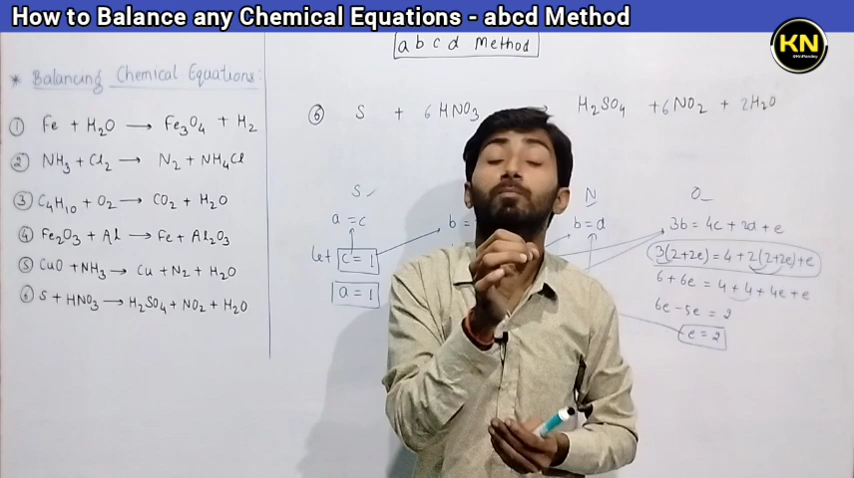 How to Balance any Chemical Equations - abcd Method
KN
a b c d Method
* Balancing Chemical Equations:
① Fe + H₂O → Fe₃O₄ + H₂
② NH₃ + Cl₂ → N₂ + NH₄Cl
③ C₄H₁₀ + O₂ → CO₂ + H₂O
④ Fe₂O₃ + Al → Fe + Al₂O₃
⑤ CuO + NH₃ → Cu + N₂ + H₂O
⑥ S + HNO₃ → H₂SO₄ + NO₂ + H₂O
⑥ S + 6HNO₃ → H₂SO₄ + 6NO₂ + 2H₂O
S ✓
a = c
let c = 1
a = 1
b =
N
b = d
O
3b = 4c + 2d + e
3(2+2e) = 4 + 2(2+2e) + e
6 + 6e = 4 + 4 + 4e + e
6e - 5e = 2
e = 2